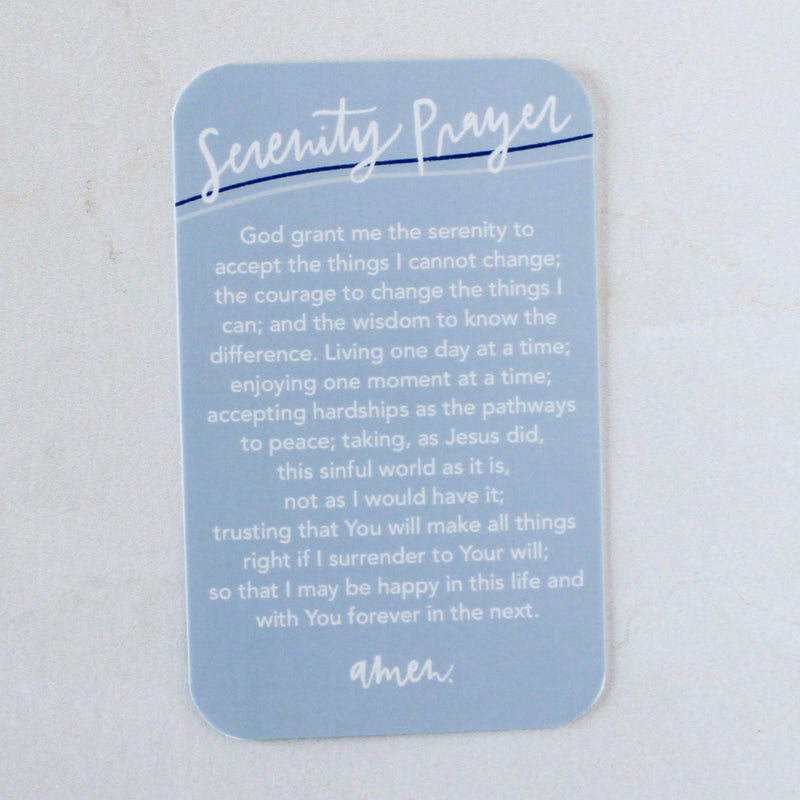 Serenity Prayer
God grant me the serenity to
accept the things I cannot change;
the courage to change the things I
can; and the wisdom to know the
difference. Living one day at a time;
enjoying one moment at a time;
accepting hardships as the pathways
to peace; taking, as Jesus did,
this sinful world as it is,
not as I would have it;
trusting that You will make all things
right if I surrender to Your will;
so that I may be happy in this life and
with You forever in the next.
amen.